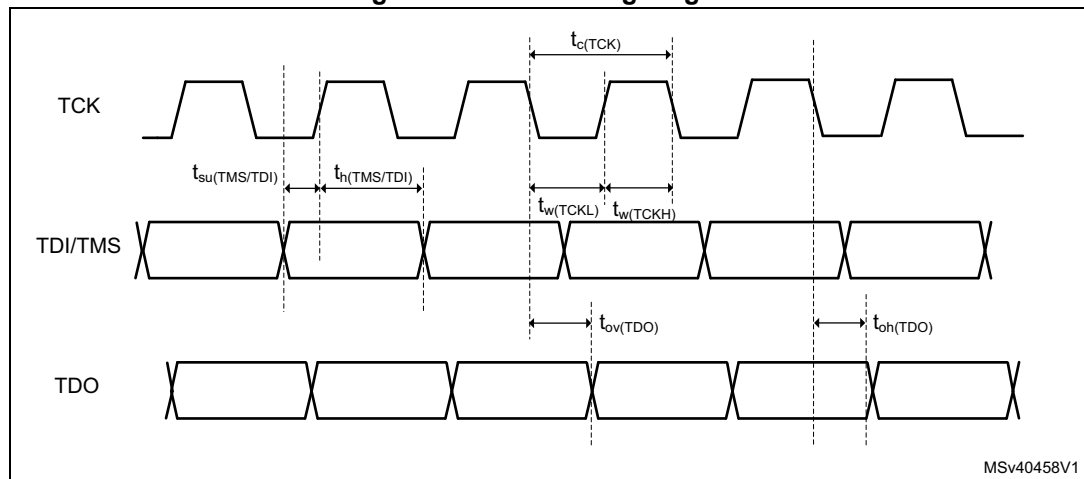 tc(TCK)
TCK
tsu(TMS/TDI) th(TMS/TDI)
tw(TCKL) tw(TCKH)
TDI/TMS
tov(TDO) toh(TDO)
TDO
MSv40458V1